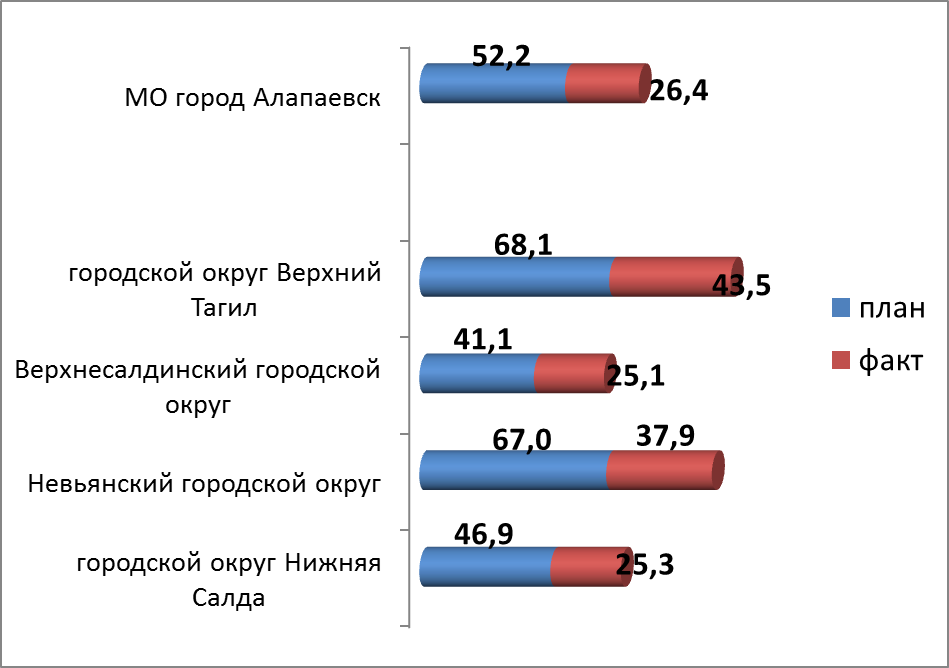 52,2
МО город Алапаевск
26,4
68,1
городской округ Верхний
Тагил
43,5
41,1
Верхнесалдинский городской
округ
25,1
67,0
37,9
Невьянский городской округ
46,9
городской округ Нижняя
Салда
25,3
план
факт